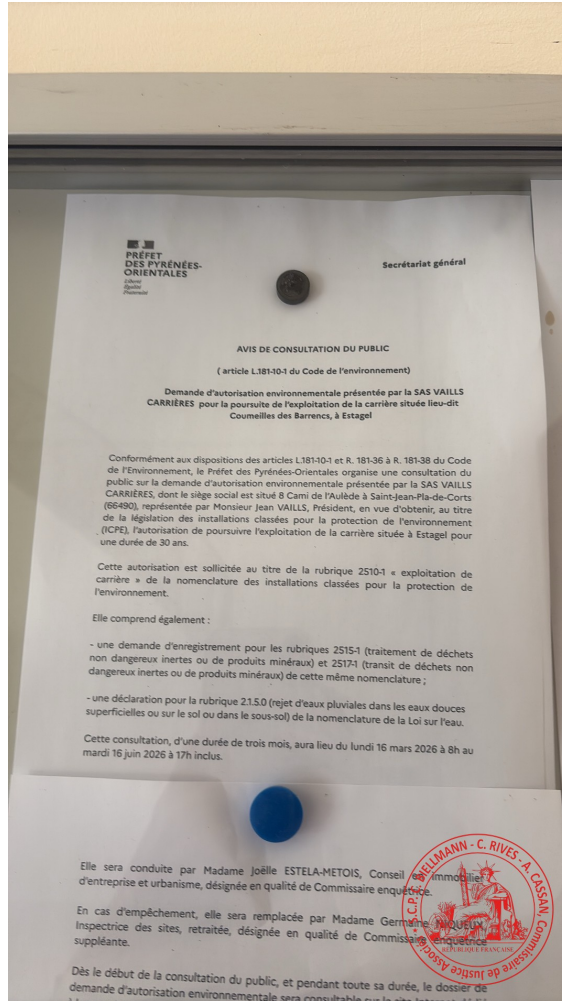 PRÉFET
DES PYRÉNÉES-
ORIENTALES
Liberté
Égalité
Fraternité
Secrétariat général
AVIS DE CONSULTATION DU PUBLIC
( article L.181-10-1 du Code de l'environnement)
Demande d'autorisation environnementale présentée par la SAS VAILLS
CARRIÈRES pour la poursuite de l'exploitation de la carrière située lieu-dit
Coumeilles des Barrencs, à Estagel
Conformément aux dispositions des articles L.181-10-1 et R. 181-36 à R. 181-38 du Code
de l'Environnement, le Préfet des Pyrénées-Orientales organise une consultation du
public sur la demande d'autorisation environnementale présentée par la SAS VAILLS
CARRIÈRES, dont le siège social est situé 8 Cami de l'Aulède à Saint-Jean-Pla-de-Corts
(66490), représentée par Monsieur Jean VAILLS, Président, en vue d'obtenir, au titre
de la législation des installations classées pour la protection de l'environnement
(ICPE), l'autorisation de poursuivre l'exploitation de la carrière située à Estagel pour
une durée de 30 ans.
Cette autorisation est sollicitée au titre de la rubrique 2510-1 « exploitation de
carrière » de la nomenclature des installations classées pour la protection de
l'environnement.
Elle comprend également :
- une demande d'enregistrement pour les rubriques 2515-1 (traitement de déchets
non dangereux inertes ou de produits minéraux) et 2517-1 (transit de déchets non
dangereux inertes ou de produits minéraux) de cette même nomenclature ;
- une déclaration pour la rubrique 2.1.5.0 (rejet d'eaux pluviales dans les eaux douces
superficielles ou sur le sol ou dans le sous-sol) de la nomenclature de la Loi sur l'eau.
Cette consultation, d'une durée de trois mois, aura lieu du lundi 16 mars 2026 à 8h au
mardi 16 juin 2026 à 17h inclus.
Elle sera conduite par Madame Joëlle ESTELA-METOIS, Conseil en immobilier
d'entreprise et urbanisme, désignée en qualité de Commissaire enquêtrice.
En cas d'empêchement, elle sera remplacée par Madame Germaine
Inspectrice des sites, retraitée, désignée en qualité de Commissaire enquêtrice
suppléante.
Dès le début de la consultation du public, et pendant toute sa durée, le dossier de
demande d'autorisation environnementale sera consultable sur le site Internet
- C. RIVES - A. CASSAN, Commissaire de Justice Associés
RÉPUBLIQUE FRANÇAISE